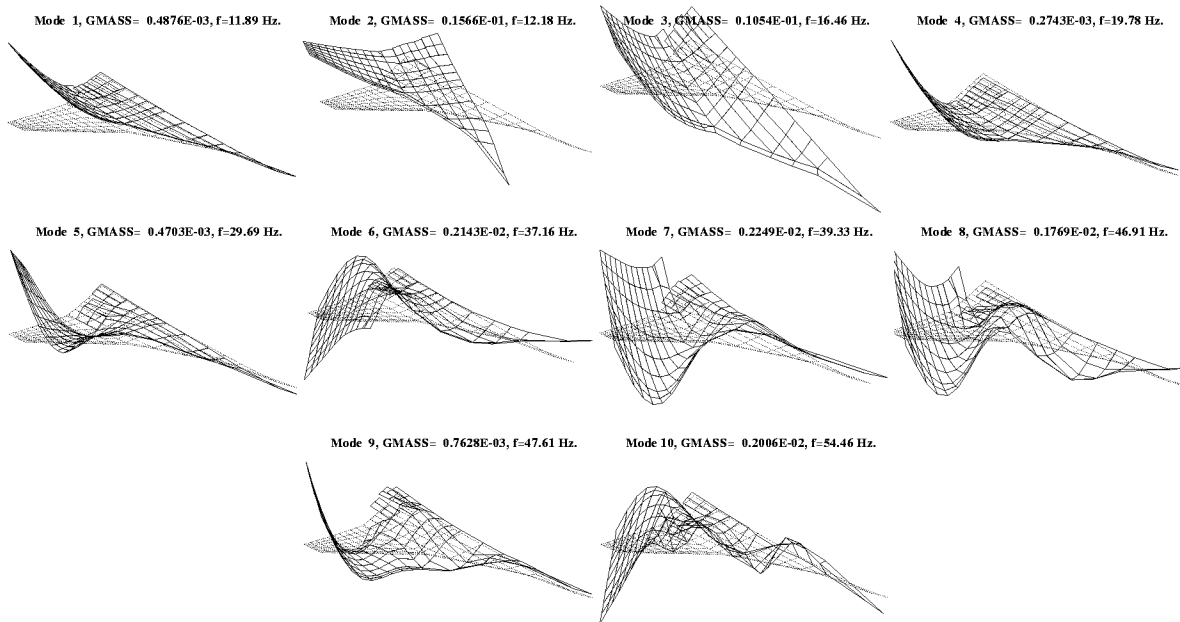 Mode 1, GMASS= 0.4876E-03, f=11.89 Hz.
Mode 2, GMASS= 0.1566E-01, f=12.18 Hz.
Mode 3, GMASS= 0.1054E-01, f=16.46 Hz.
Mode 4, GMASS= 0.2743E-03, f=19.78 Hz.
Mode 5, GMASS= 0.4703E-03, f=29.69 Hz.
Mode 6, GMASS= 0.2143E-02, f=37.16 Hz.
Mode 7, GMASS= 0.2249E-02, f=39.33 Hz.
Mode 8, GMASS= 0.1769E-02, f=46.91 Hz.
Mode 9, GMASS= 0.7628E-03, f=47.61 Hz.
Mode 10, GMASS= 0.2006E-02, f=54.46 Hz.